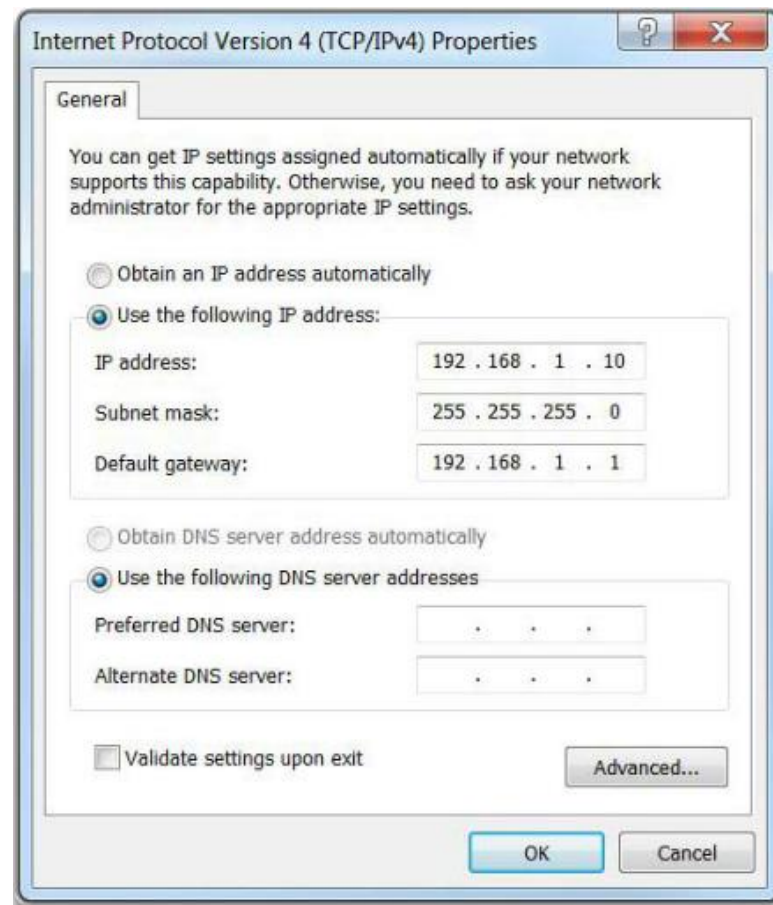 Internet Protocol Version 4 (TCP/IPv4) Properties
General
You can get IP settings assigned automatically if your network
supports this capability. Otherwise, you need to ask your network
administrator for the appropriate IP settings.
Obtain an IP address automatically
Use the following IP address:
IP address: 192 . 168 . 1 . 10
Subnet mask: 255 . 255 . 255 . 0
Default gateway: 192 . 168 . 1 . 1
Obtain DNS server address automatically
Use the following DNS server addresses
Preferred DNS server: . . .
Alternate DNS server: . . .
Validate settings upon exit
Advanced...
OK Cancel